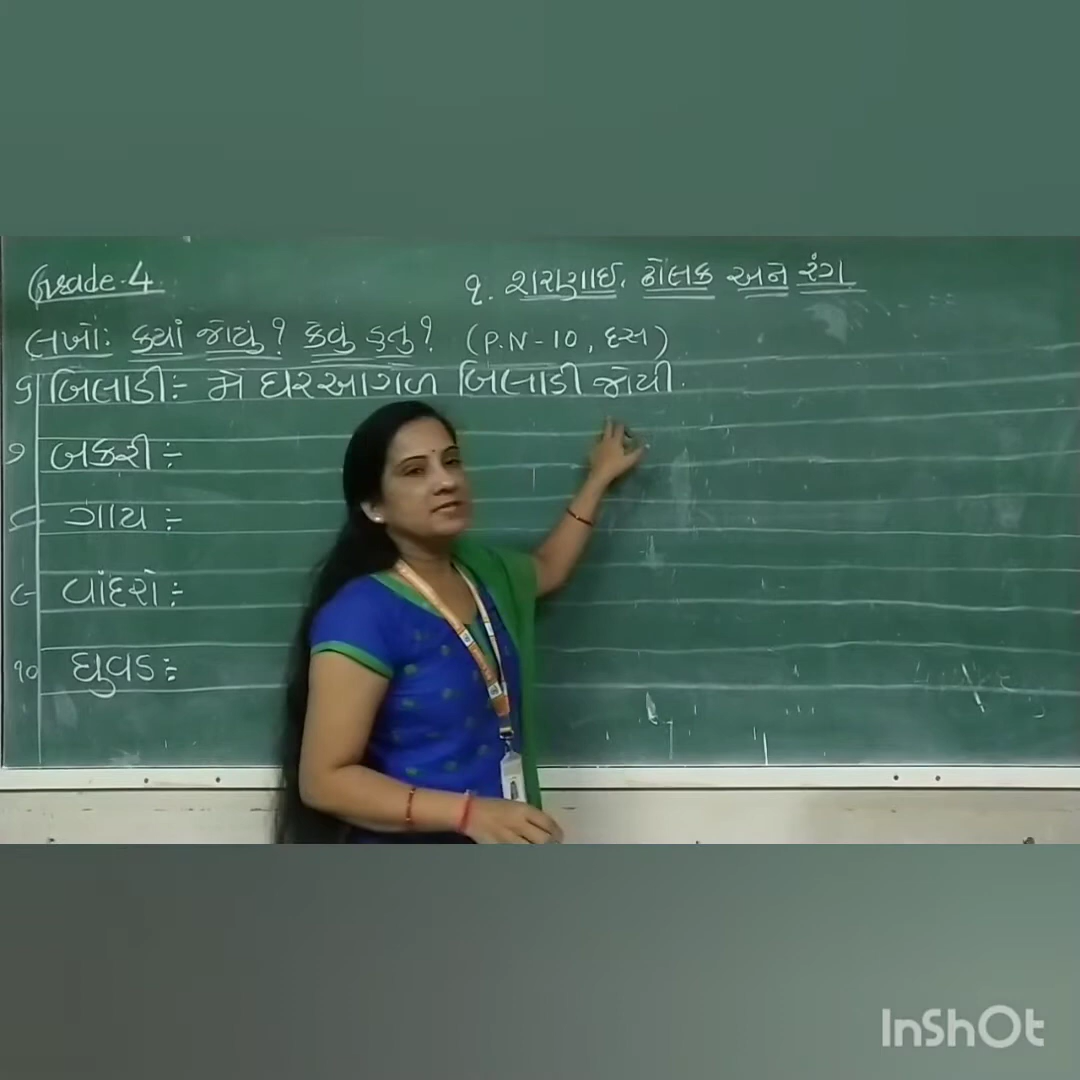 Grade-4
૧. શરણાઈ, ઢોલક અને રંગ
લખો: ક્યાં જોયું? કેવું હતુ? (P.N-10, દસ)
૬ બિલાડી:- મે ઘરઆગળ બિલાડી જોયી.
૭ બકરી:-
૮ ગાય:-
૯ વાંદરો:-
૧૦ ઘુવડ:-
InShOt